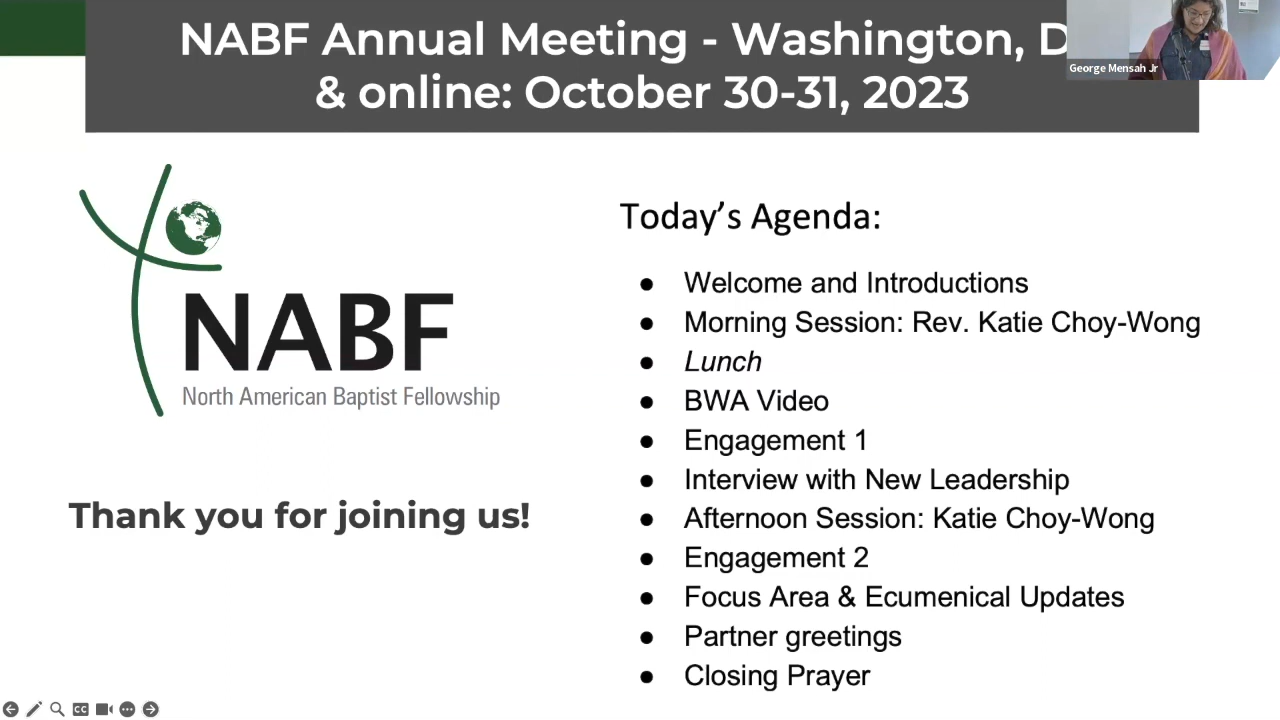 NABF Annual Meeting - Washington, D
& online: October 30-31, 2023
George Mensah Jr
NABF
North American Baptist Fellowship
Thank you for joining us!
Today's Agenda:
● Welcome and Introductions
● Morning Session: Rev. Katie Choy-Wong
● Lunch
● BWA Video
● Engagement 1
● Interview with New Leadership
● Afternoon Session: Katie Choy-Wong
● Engagement 2
● Focus Area & Ecumenical Updates
● Partner greetings
● Closing Prayer
CC